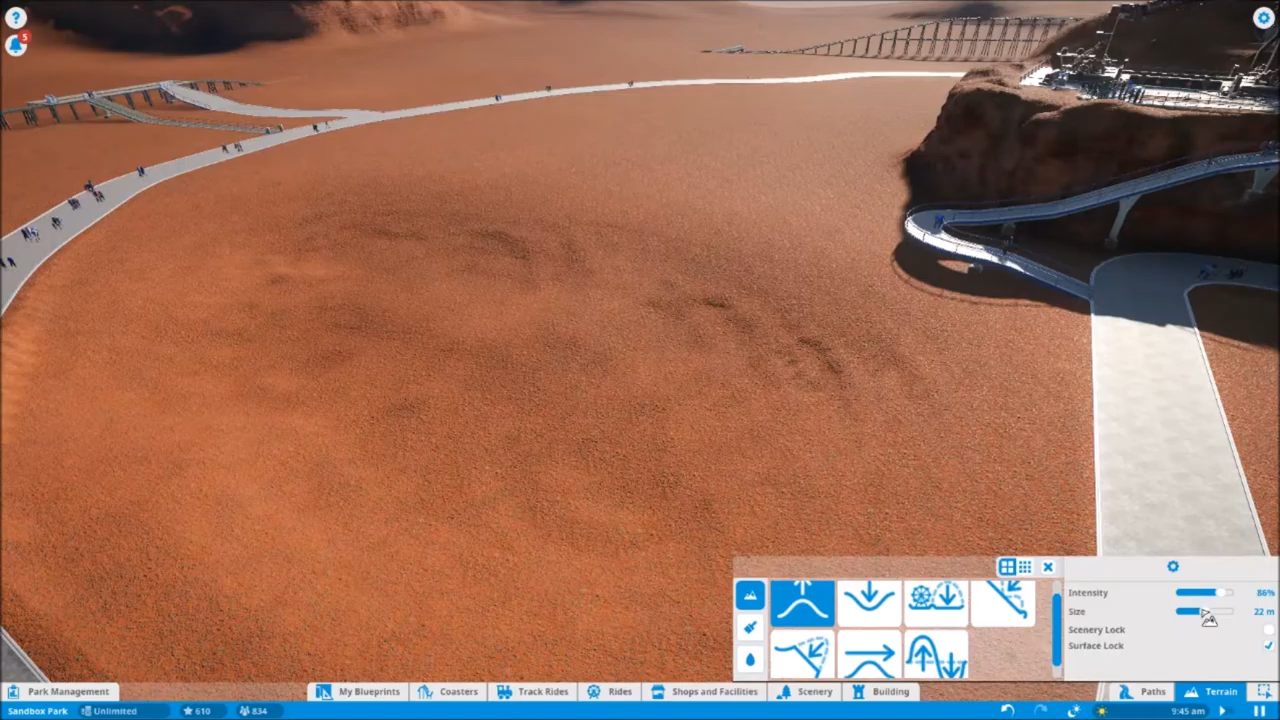 ?
5
Intensity 86%
Size 22 m
Scenery Lock
Surface Lock
Park Management My Blueprints Coasters Track Rides Rides Shops and Facilities Scenery Building Paths Terrain
Sandbox Park Unlimited 610 834 9:45 am